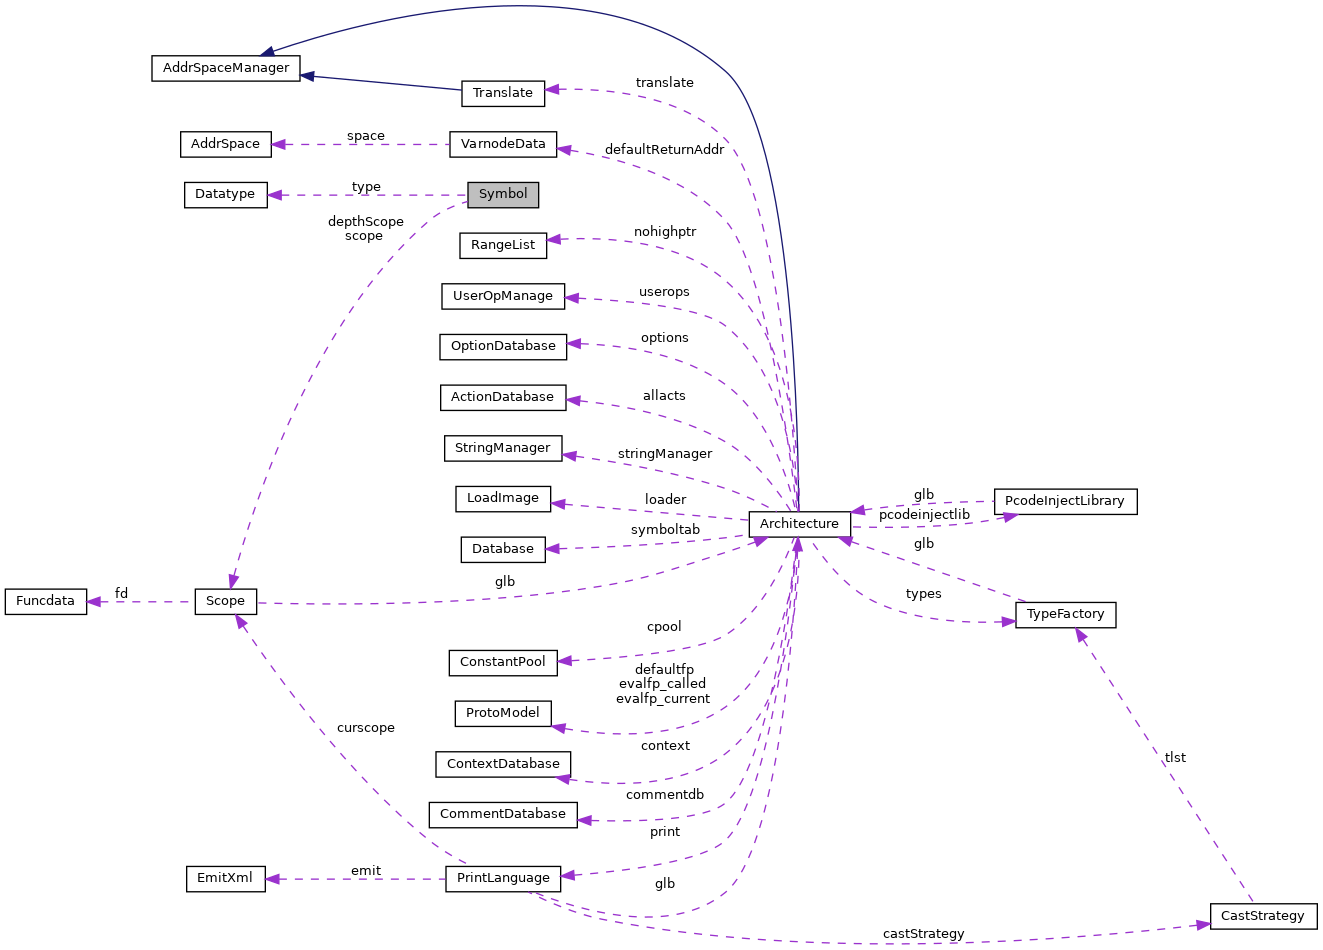 AddrSpaceManager
translate
Translate
AddrSpace
space
VarnodeData
defaultReturnAddr
Datatype
type
Symbol
depthScope
scope
nohighptr
RangeList
userops
UserOpManage
options
OptionDatabase
allacts
ActionDatabase
StringManager
stringManager
LoadImage
loader
glb
PcodeInjectLibrary
pcodeinjectlib
Architecture
symboltab
Database
glb
glb
Funcdata
fd
Scope
types
TypeFactory
cpool
ConstantPool
defaultfp
evalfp_called
evalfp_current
ProtoModel
curscope
context
ContextDatabase
tlst
commentdb
CommentDatabase
print
EmitXml
emit
PrintLanguage
glb
castStrategy
CastStrategy